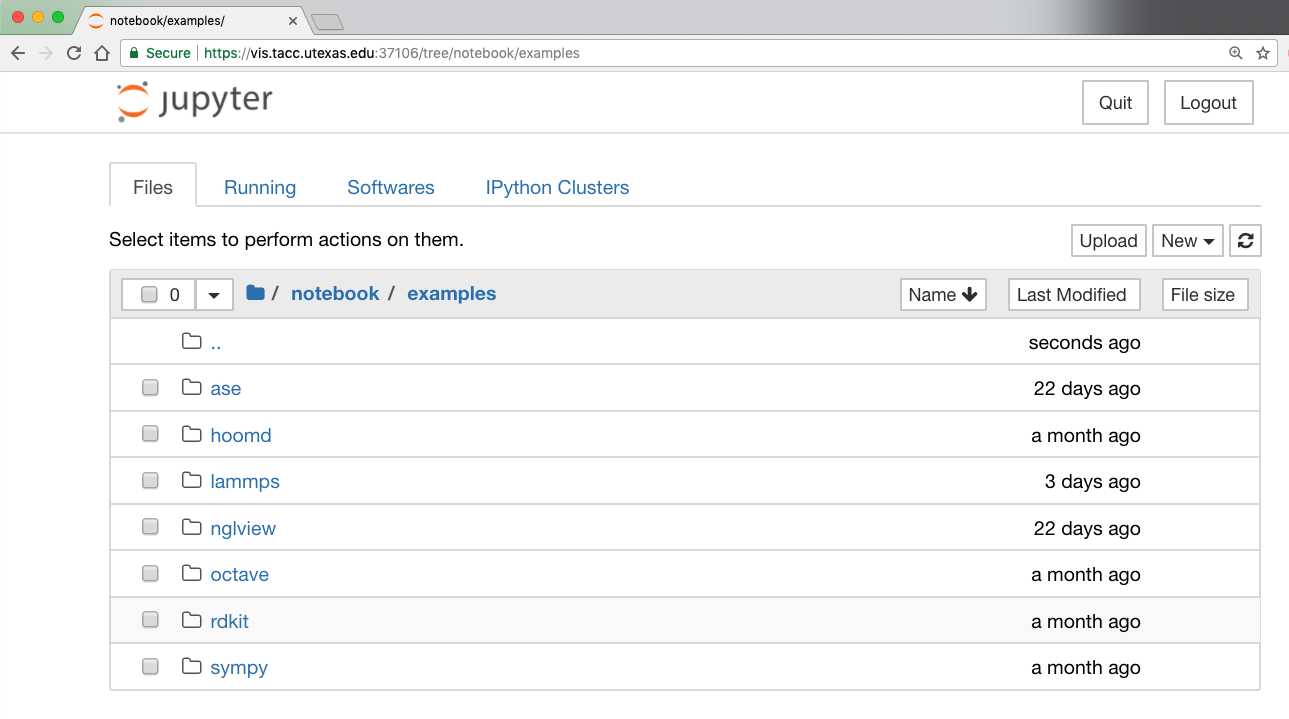 notebook/examples/
Secure https://vis.tacc.utexas.edu:37106/tree/notebook/examples
jupyter Quit Logout
Files Running Softwares IPython Clusters
Select items to perform actions on them. Upload New
0 / notebook / examples Name Last Modified File size
.. seconds ago
ase 22 days ago
hoomd a month ago
lammps 3 days ago
nglview 22 days ago
octave a month ago
rdkit a month ago
sympy a month ago